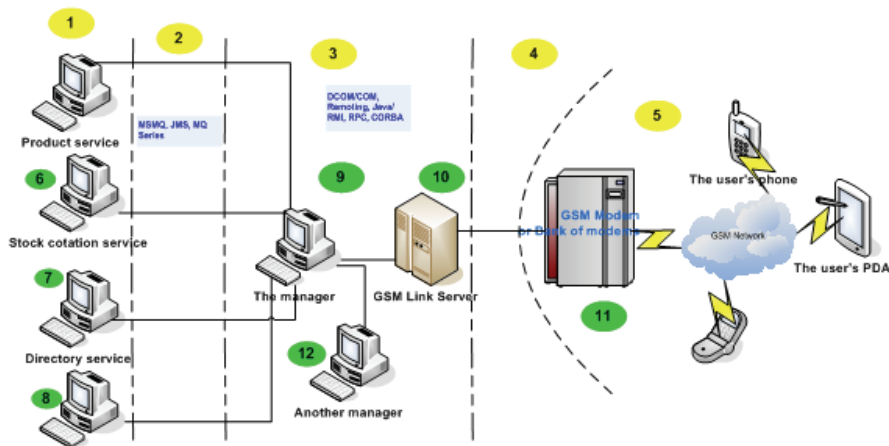 1
2
3
4
5
MSMQ, JMS, MQ
Series
DCOM/COM,
Remoting, Java/
RMI, RPC, CORBA
Product service
6
Stock cotation service
7
Directory service
8
9
The manager
10
GSM Link Server
12
Another manager
GSM Modem
or Bank of modems
11
The user's phone
GSM Network
The user's PDA